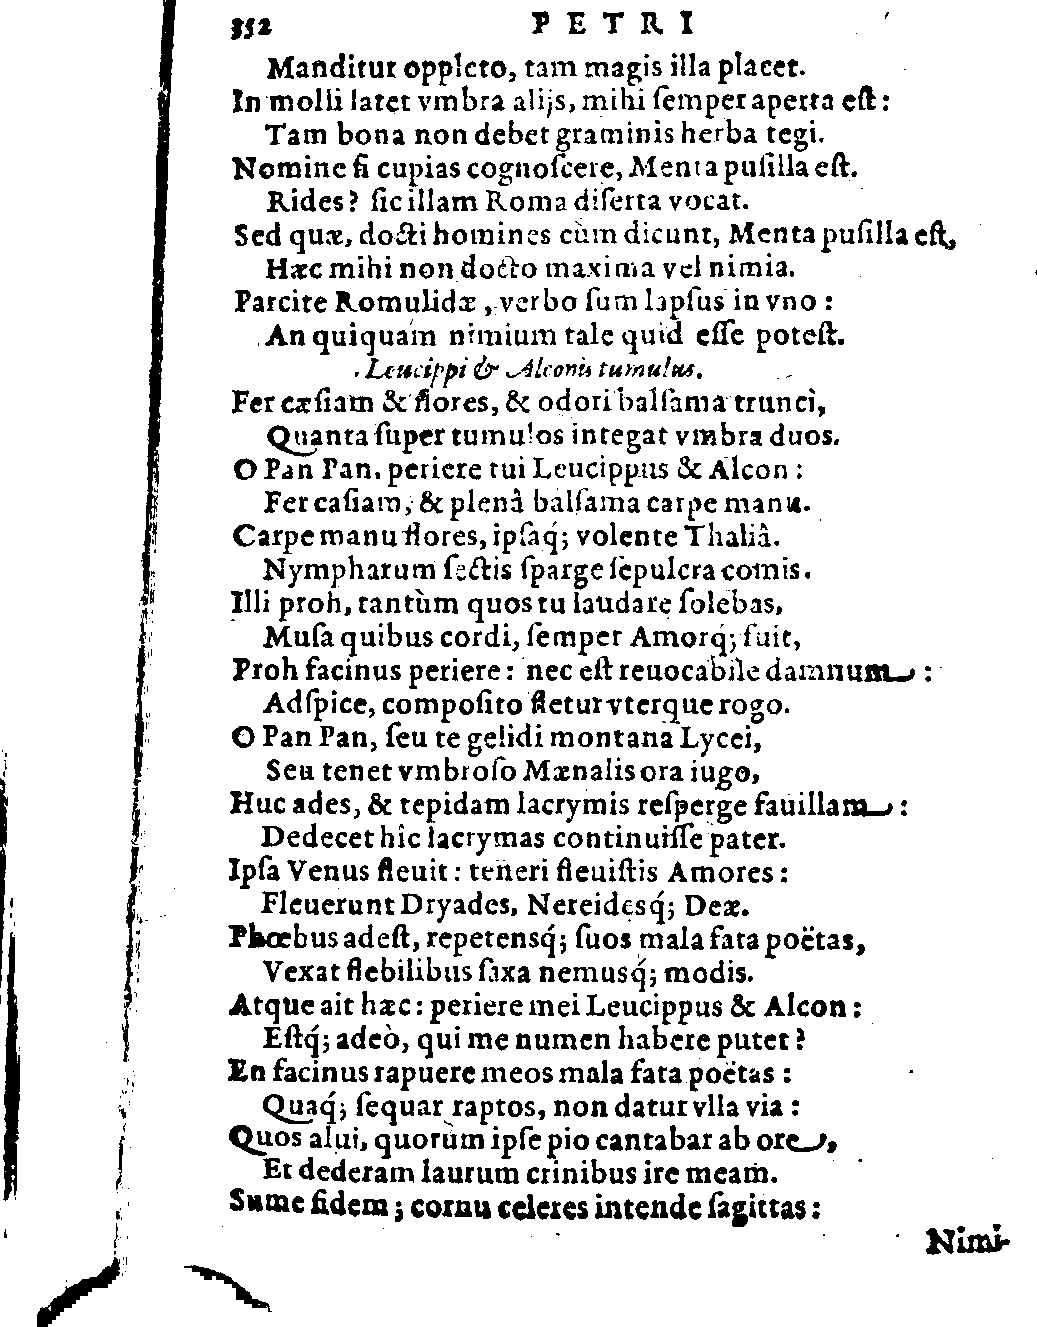 352 PETRI
Manditur oppleto, tam magis illa placet.
In molli latet vmbra alijs, mihi ſemper aperta eſt:
Tam bona non debet graminis herba tegi.
Nomine ſi cupias cognoſcere, Menta puſilla eſt.
Rides? ſic illam Roma diſerta vocat.
Sed quæ, docti homines cùm dicunt, Menta puſilla eſt,
Hæc mihi non docto maxima vel nimia.
Parcite Romulidæ, verbo ſum lapſus in vno:
An quiquam nimium tale quid eſſe poteſt.
Leucippi & Alconis tumulus.
Fer cæſiam & flores, & odori balſama trunci,
Quanta ſuper tumulos integat vmbra duos.
O Pan Pan, periere tui Leucippus & Alcon:
Fer caſiam, & plenâ balſama carpe manu.
Carpe manu flores, ipſaq́; volente Thaliâ.
Nympharum ſectis ſparge ſepulcra comis.
Illi proh, tantùm quos tu laudare ſolebas,
Muſa quibus cordi, ſemper Amorq́; fuit,
Proh facinus periere: nec eſt reuocabile damnum:
Adſpice, compoſito fletur vterque rogo.
O Pan Pan, ſeu te gelidi montana Lycei,
Seu tenet vmbroſo Mænalis ora iugo,
Huc ades, & tepidam lacrymis reſperge fauillam:
Dedecet hîc lacrymas continuiſſe pater.
Ipſa Venus fleuit: teneri fleuiſtis Amores:
Fleuerunt Dryades, Nereidesq́; Deæ.
Phœbus adeſt, repetensq́; ſuos mala fata poëtas,
Vexat flebilibus ſaxa nemusq́; modis.
Atque ait hæc: periere mei Leucippus & Alcon:
Eſtq́; adeò, qui me numen habere putet?
En facinus rapuere meos mala fata poëtas:
Quaq́; ſequar raptos, non datur vlla via:
Quos alui, quorùm ipſe pio cantabar ab ore,
Et dederam laurum crinibus ire meam.
Sume fidem; cornu celeres intende ſagittas:
Nimi-